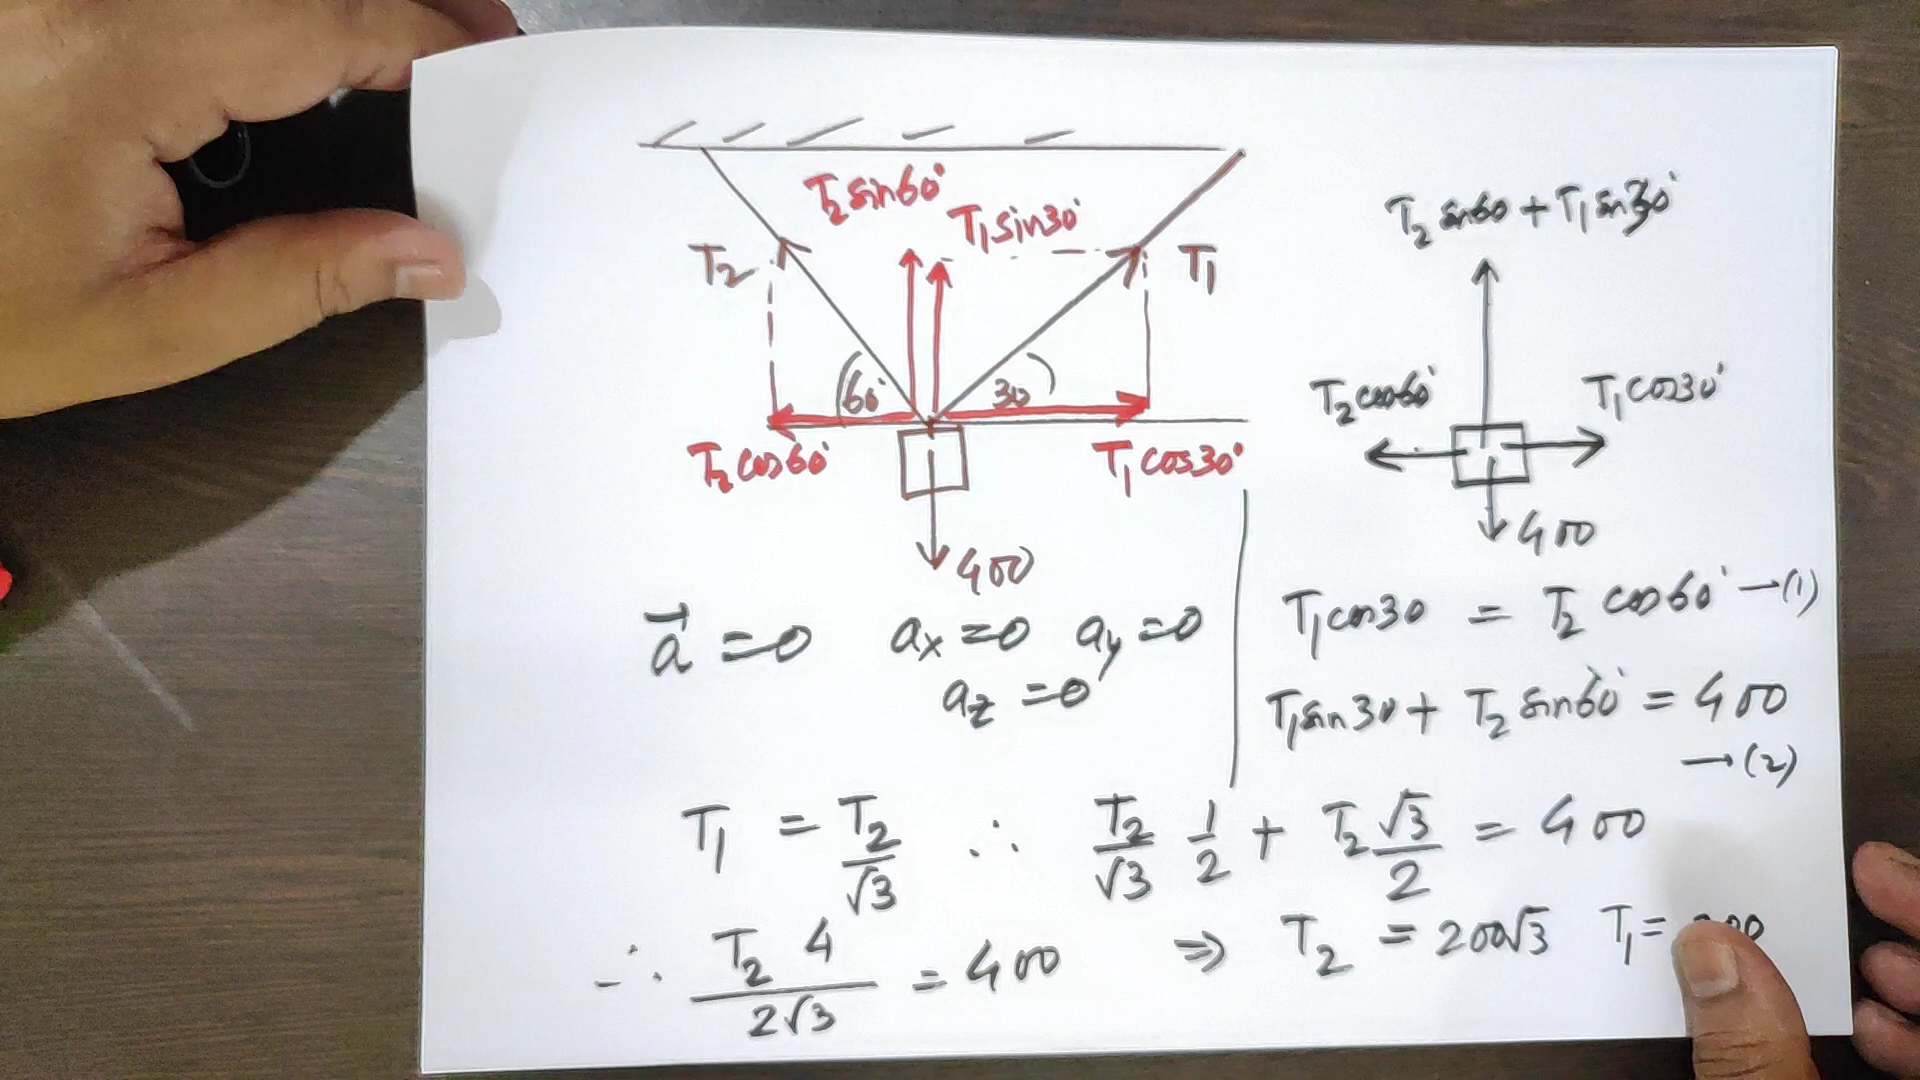 T₂ sin60°
T₁ sin30°
T₂
T₁
60°
30
T₂ cos60°
T₁ cos30°
400
T₂ sin60 + T₁ sin30°
T₂ cos60°
T₁ cos30°
400
a⃗ = 0 aₓ = 0 a_y = 0
a_z = 0
T₁ cos30 = T₂ cos60° → (1)
T₁ sin30 + T₂ sin60° = 400
→ (2)
T₁ = T₂/√3 ∴ T₂/√3 1/2 + T₂ √3/2 = 400
∴ T₂ 4/2√3 = 400 ⇒ T₂ = 200√3 T₁ =